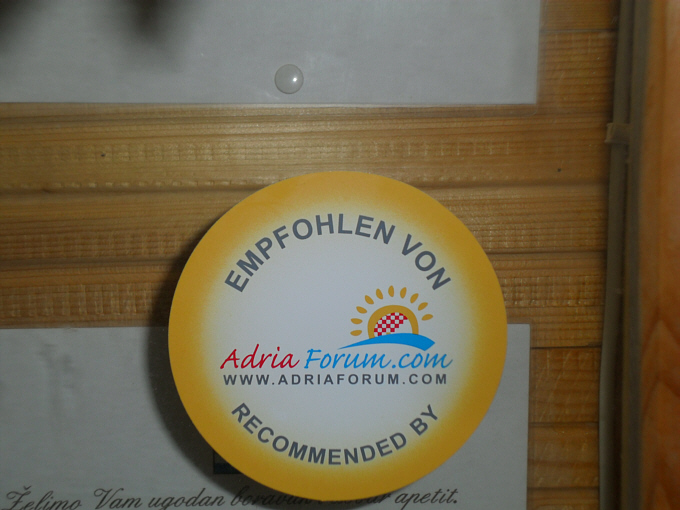 EMPFOHLEN VON
Adria Forum.com
WWW.ADRIAFORUM.COM
RECOMMENDED BY
Želimo Vam ugodan apetit.